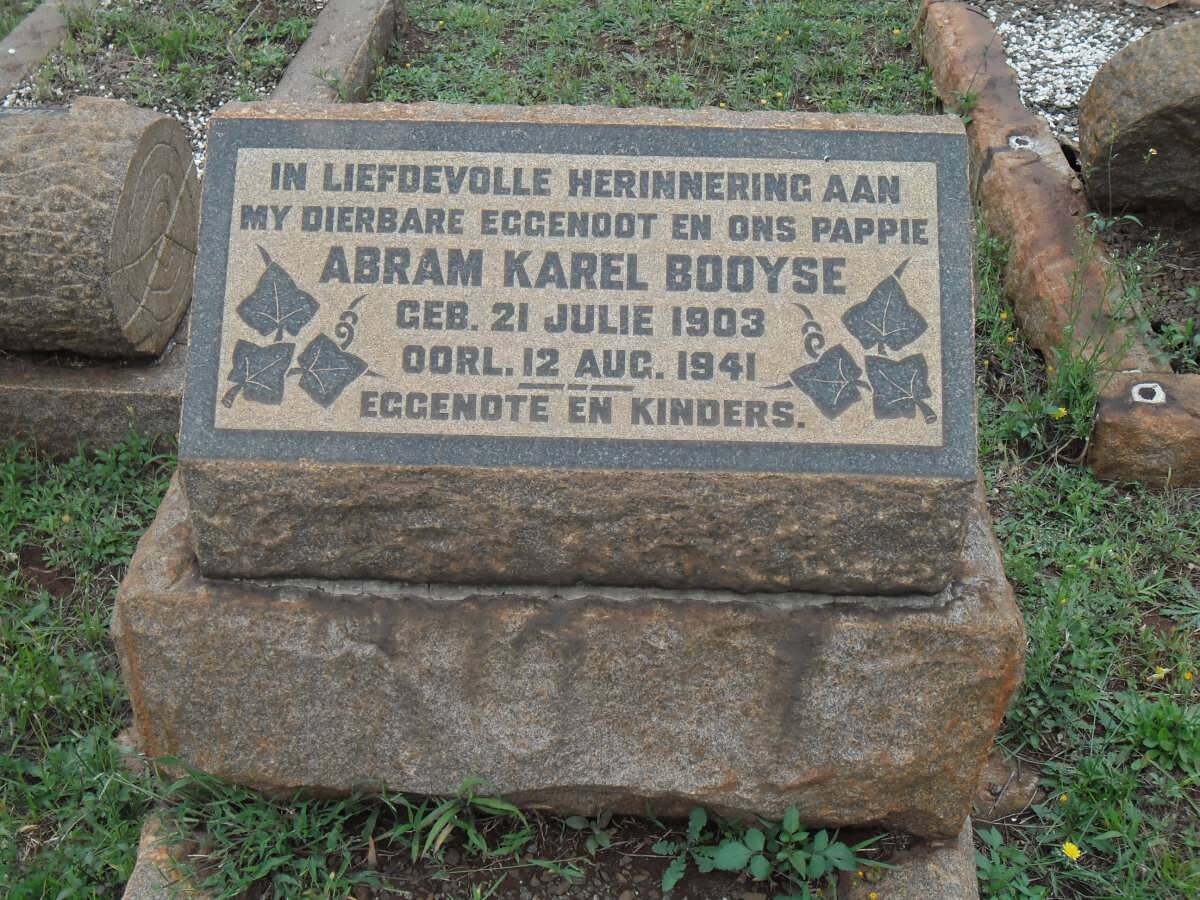 IN LIEFDEVOLLE HERINNERING AAN
MY DIERBARE EGGENOOT EN ONS PAPPIE
ABRAM KAREL BOOYSE
GEB. 21 JULIE 1903
OORL. 12 AUG. 1941
EGGENOTE EN KINDERS.